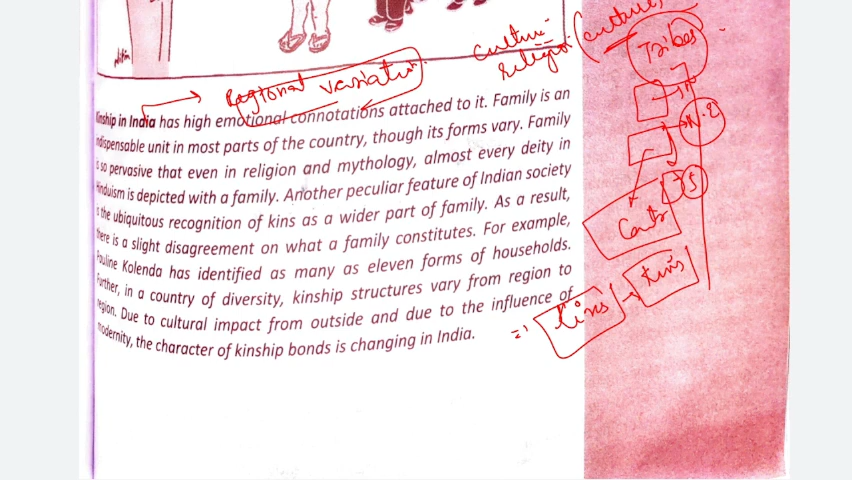 culture
religion (culture,
Tribes
Regional variation
N
N.E
S
Kinship in India has high emotional connotations attached to it. Family is an
indispensable unit in most parts of the country, though its forms vary. Family
is so pervasive that even in religion and mythology, almost every deity in
Hinduism is depicted with a family. Another peculiar feature of Indian society
is the ubiquitous recognition of kins as a wider part of family. As a result,
there is a slight disagreement on what a family constitutes. For example,
Pauline Kolenda has identified as many as eleven forms of households.
Further, in a country of diversity, kinship structures vary from region to
region. Due to cultural impact from outside and due to the influence of
modernity, the character of kinship bonds is changing in India.